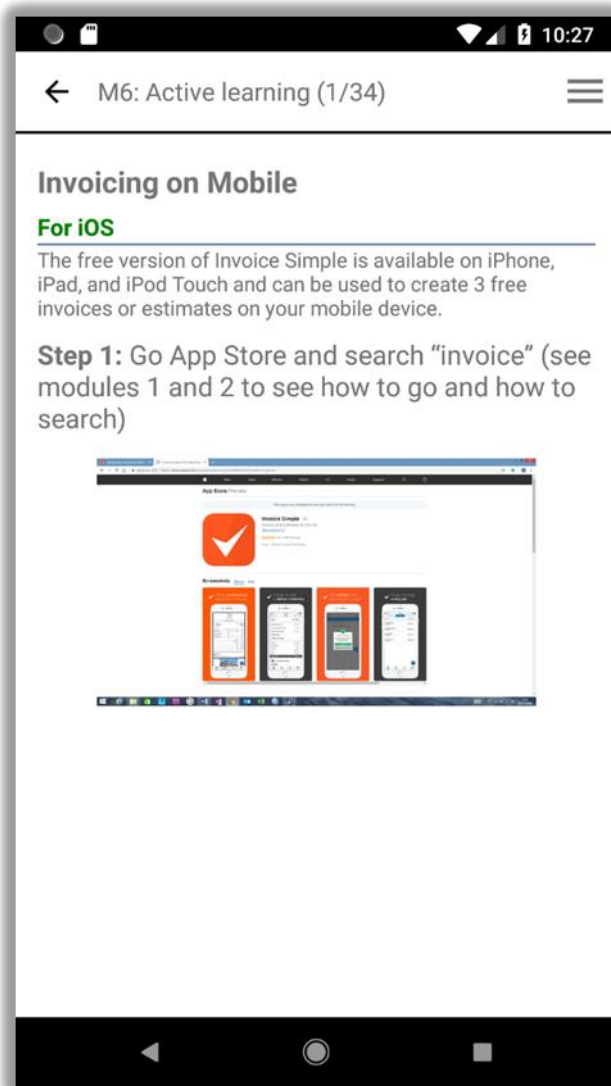 10:27
M6: Active learning (1/34)
Invoicing on Mobile
For iOS
The free version of Invoice Simple is available on iPhone,
iPad, and iPod Touch and can be used to create 3 free
invoices or estimates on your mobile device.
Step 1: Go App Store and search “invoice” (see
modules 1 and 2 to see how to go and how to
search)
App Store Preview
Invoice Simple
Screenshots